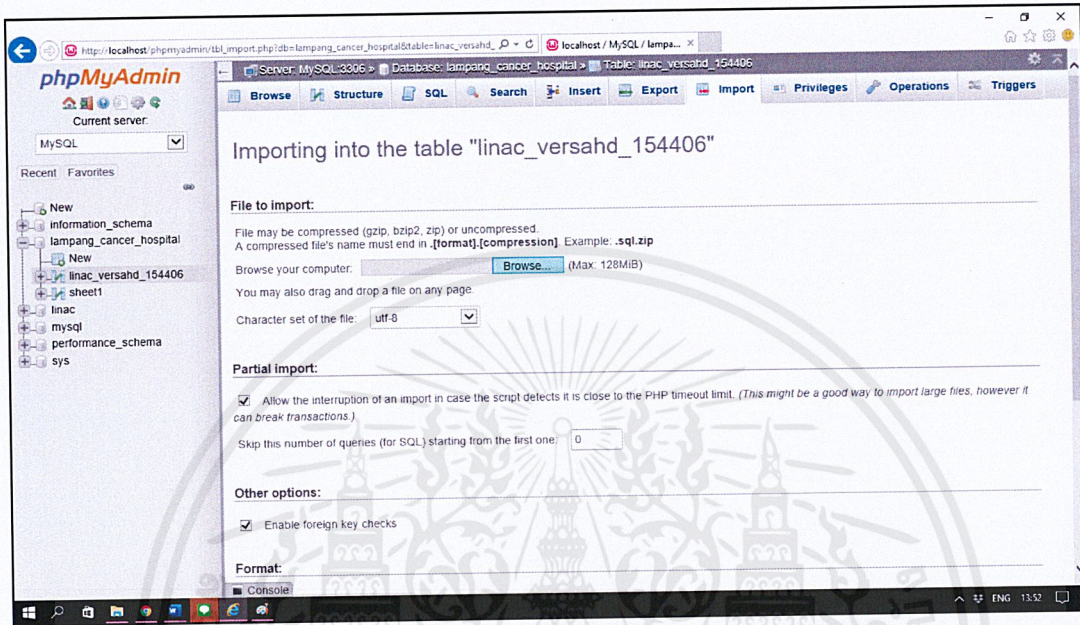 http://localhost/phpmyadmin/tbl_import.php?db=lampang_cancer_hospital&table=linac_versahd_
localhost / MySQL / lampa...
phpMyAdmin
Current server:
MySQL
Recent Favorites
New
information_schema
lampang_cancer_hospital
New
linac_versahd_154406
sheet1
linac
mysql
performance_schema
sys
Server: MySQL:3306 » Database: lampang_cancer_hospital » Table: linac_versahd_154406
Browse Structure SQL Search Insert Export Import Privileges Operations Triggers
Importing into the table "linac_versahd_154406"
File to import:
File may be compressed (gzip, bzip2, zip) or uncompressed.
A compressed file's name must end in .[format].[compression]. Example: .sql.zip
Browse your computer: Browse... (Max: 128MiB)
You may also drag and drop a file on any page.
Character set of the file: utf-8
Partial import:
Allow the interruption of an import in case the script detects it is close to the PHP timeout limit. (This might be a good way to import large files, however it
can break transactions.)
Skip this number of queries (for SQL) starting from the first one: 0
Other options:
Enable foreign key checks
Format:
Console
ENG 13:52